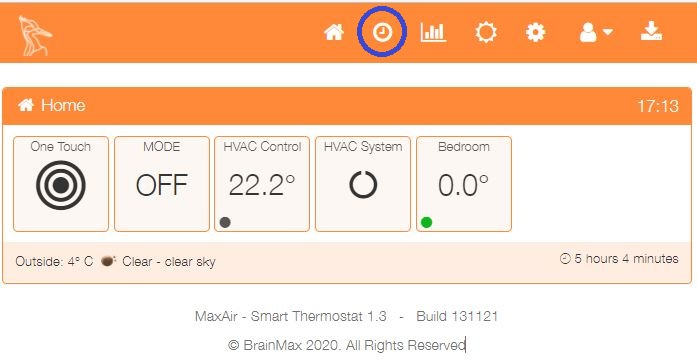 Home 17:13
One Touch MODE HVAC Control HVAC System Bedroom
OFF 22.2° 0.0°
Outside: 4° C Clear - clear sky 5 hours 4 minutes
MaxAir - Smart Thermostat 1.3 - Build 131121
© BrainMax 2020. All Rights Reserved